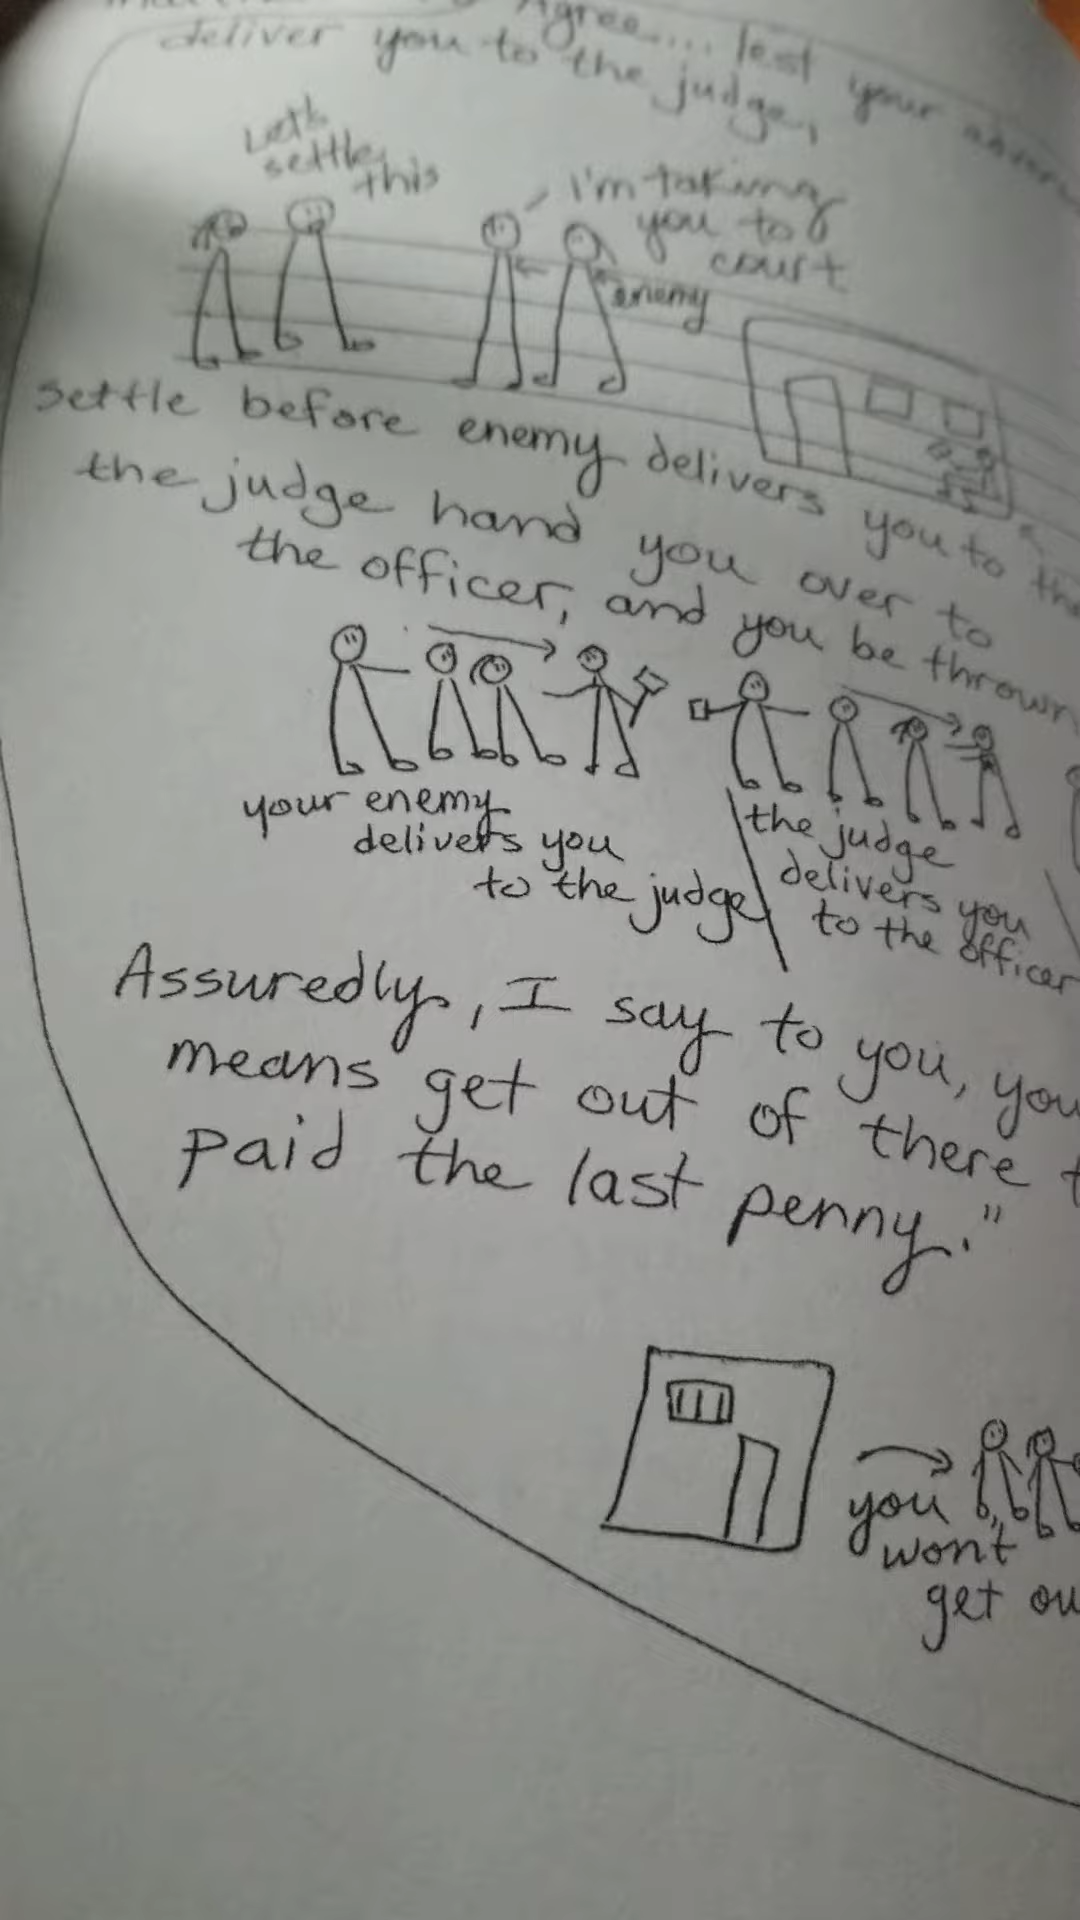 Agree... lest your
deliver you to the judge,
Let's
settle
this
I'm taking
you to
court
enemy
settle before enemy delivers you to the
the judge hand you over to
the officer, and you be thrown
your enemy
delivers you
to the judge
the judge
delivers you
to the officer
Assuredly, I say to you, you
means get out of there t
paid the last penny."
you
won't
get ou